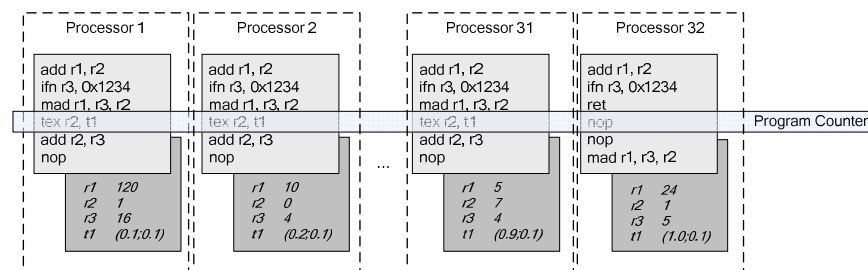 Processor 1
add r1, r2
ifn r3, 0x1234
mad r1, r3, r2
tex r2, t1
add r2, r3
nop
r1 120
r2 1
r3 16
t1 (0.1;0.1)
Processor 2
add r1, r2
ifn r3, 0x1234
mad r1, r3, r2
tex r2, t1
add r2, r3
nop
r1 10
r2 0
r3 4
t1 (0.2;0.1)
...
Processor 31
add r1, r2
ifn r3, 0x1234
mad r1, r3, r2
tex r2, t1
add r2, r3
nop
r1 5
r2 7
r3 4
t1 (0.9;0.1)
Processor 32
add r1, r2
ifn r3, 0x1234
ret
nop
nop
mad r1, r3, r2
r1 24
r2 1
r3 5
t1 (1.0;0.1)
Program Counter